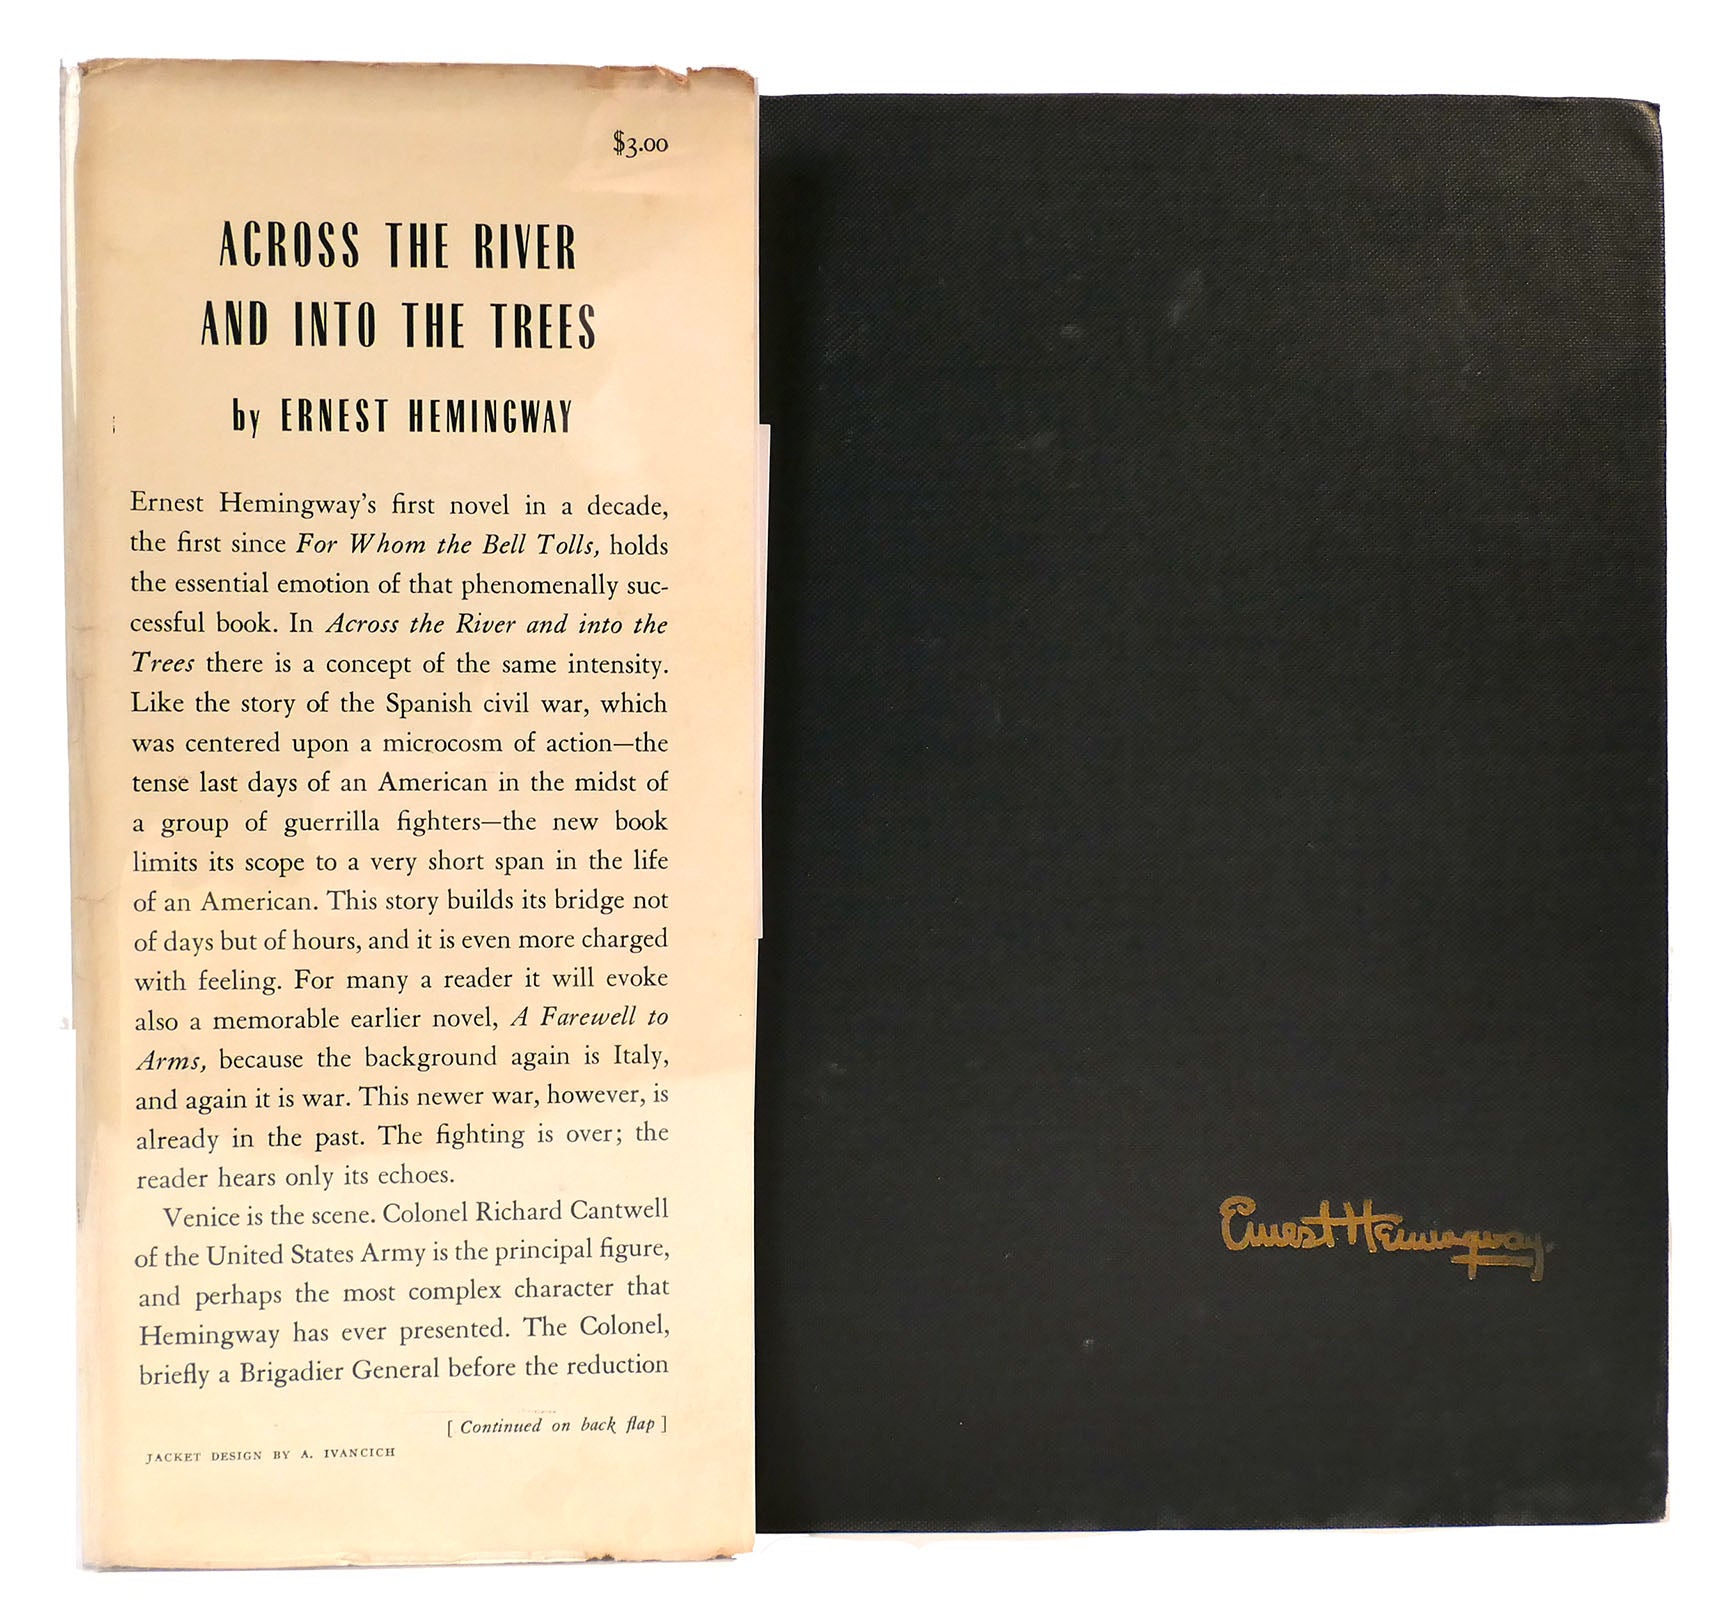 $3.00
ACROSS THE RIVER
AND INTO THE TREES
by ERNEST HEMINGWAY
Ernest Hemingway's first novel in a decade,
the first since For Whom the Bell Tolls, holds
the essential emotion of that phenomenally suc-
cessful book. In Across the River and into the
Trees there is a concept of the same intensity.
Like the story of the Spanish civil war, which
was centered upon a microcosm of action—the
tense last days of an American in the midst of
a group of guerrilla fighters—the new book
limits its scope to a very short span in the life
of an American. This story builds its bridge not
of days but of hours, and it is even more charged
with feeling. For many a reader it will evoke
also a memorable earlier novel, A Farewell to
Arms, because the background again is Italy,
and again it is war. This newer war, however, is
already in the past. The fighting is over; the
reader hears only its echoes.
Venice is the scene. Colonel Richard Cantwell
of the United States Army is the principal figure,
and perhaps the most complex character that
Hemingway has ever presented. The Colonel,
briefly a Brigadier General before the reduction
[ Continued on back flap ]
JACKET DESIGN BY A. IVANCICH
Ernest Hemingway.